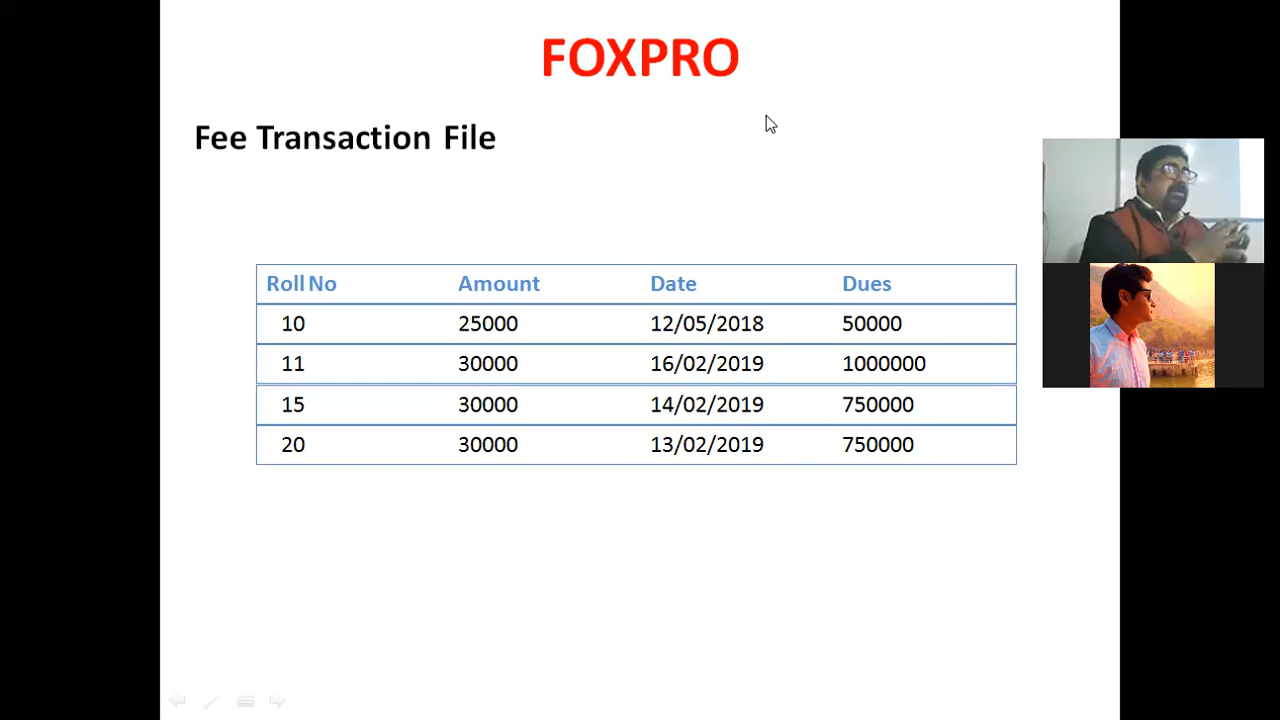 FOXPRO
Fee Transaction File
Roll No Amount Date Dues
10 25000 12/05/2018 50000
11 30000 16/02/2019 1000000
15 30000 14/02/2019 750000
20 30000 13/02/2019 750000